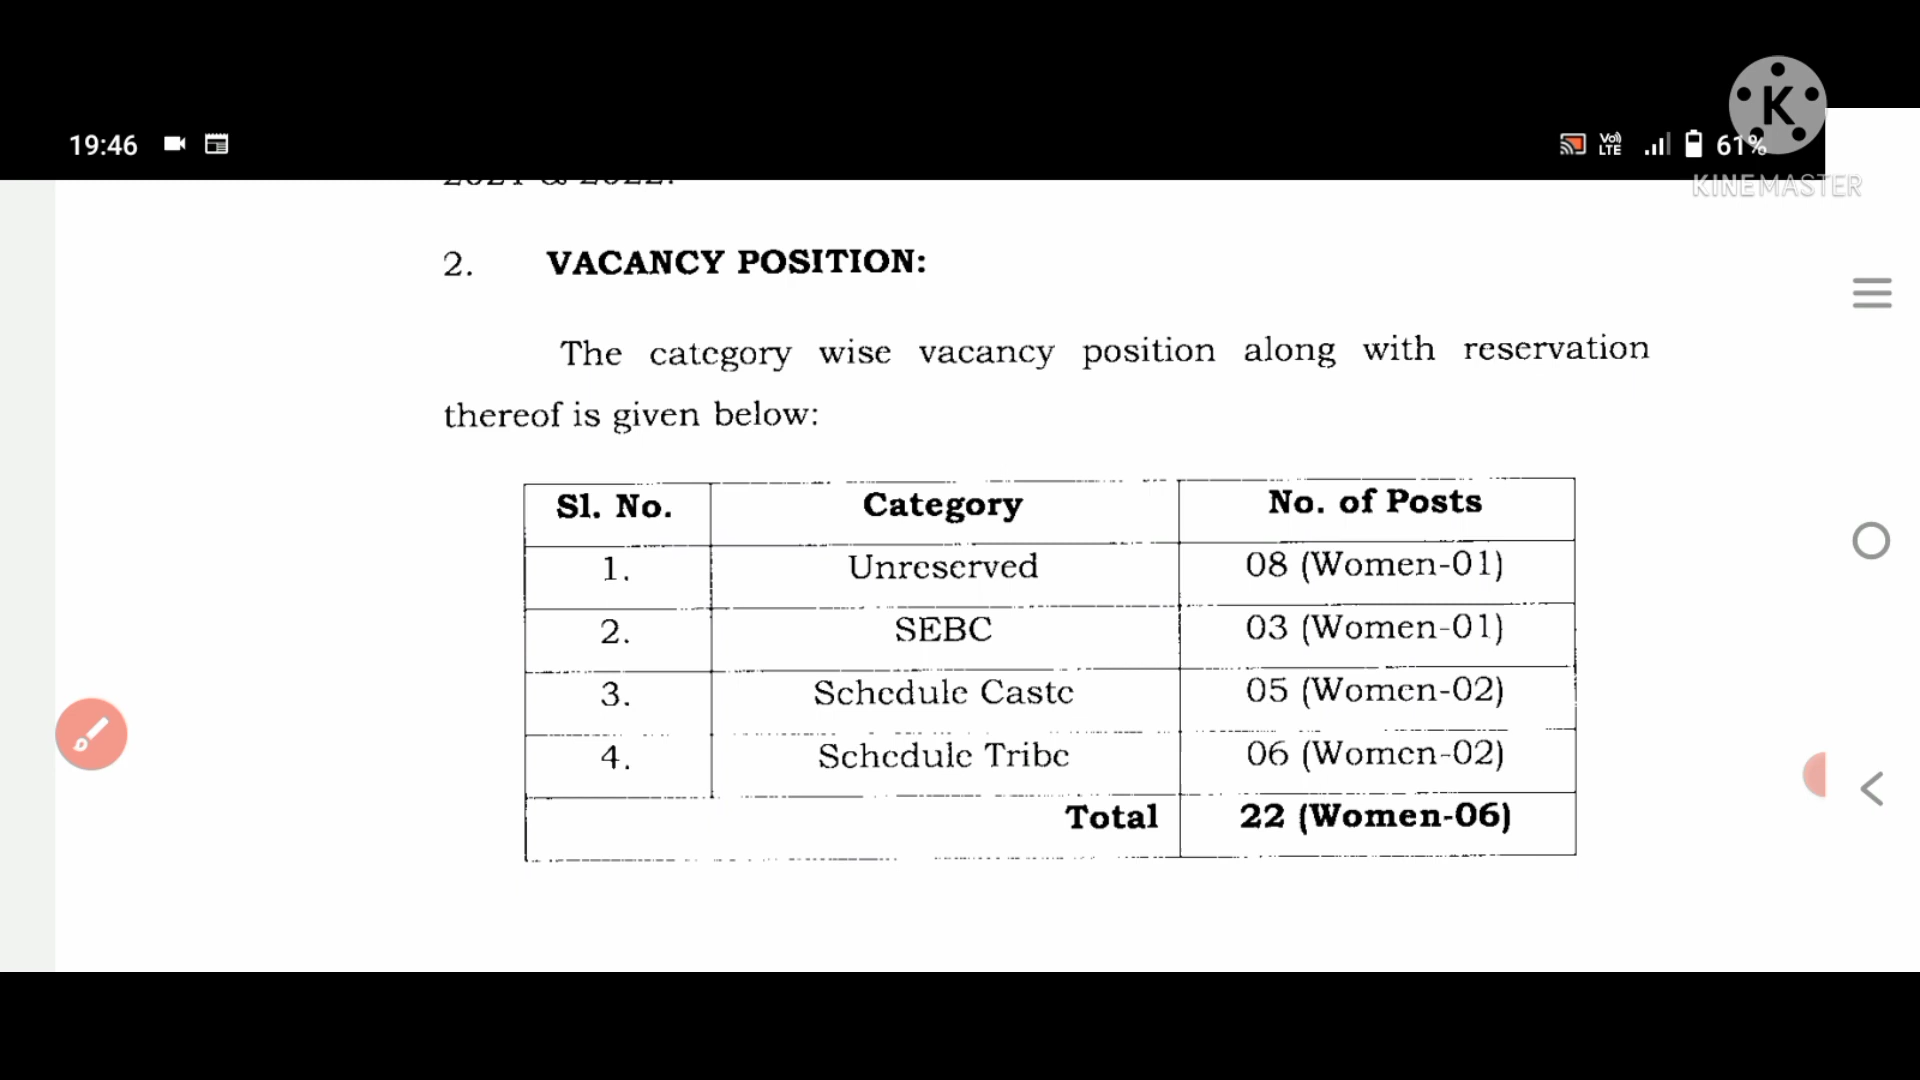 19:46
Vo)
LTE
61%
K
KINEMASTER
2. VACANCY POSITION:
The category wise vacancy position along with reservation
thereof is given below:
Sl. No. Category No. of Posts
1. Unreserved 08 (Women-01)
2. SEBC 03 (Women-01)
3. Schedule Caste 05 (Women-02)
4. Schedule Tribe 06 (Women-02)
Total 22 (Women-06)